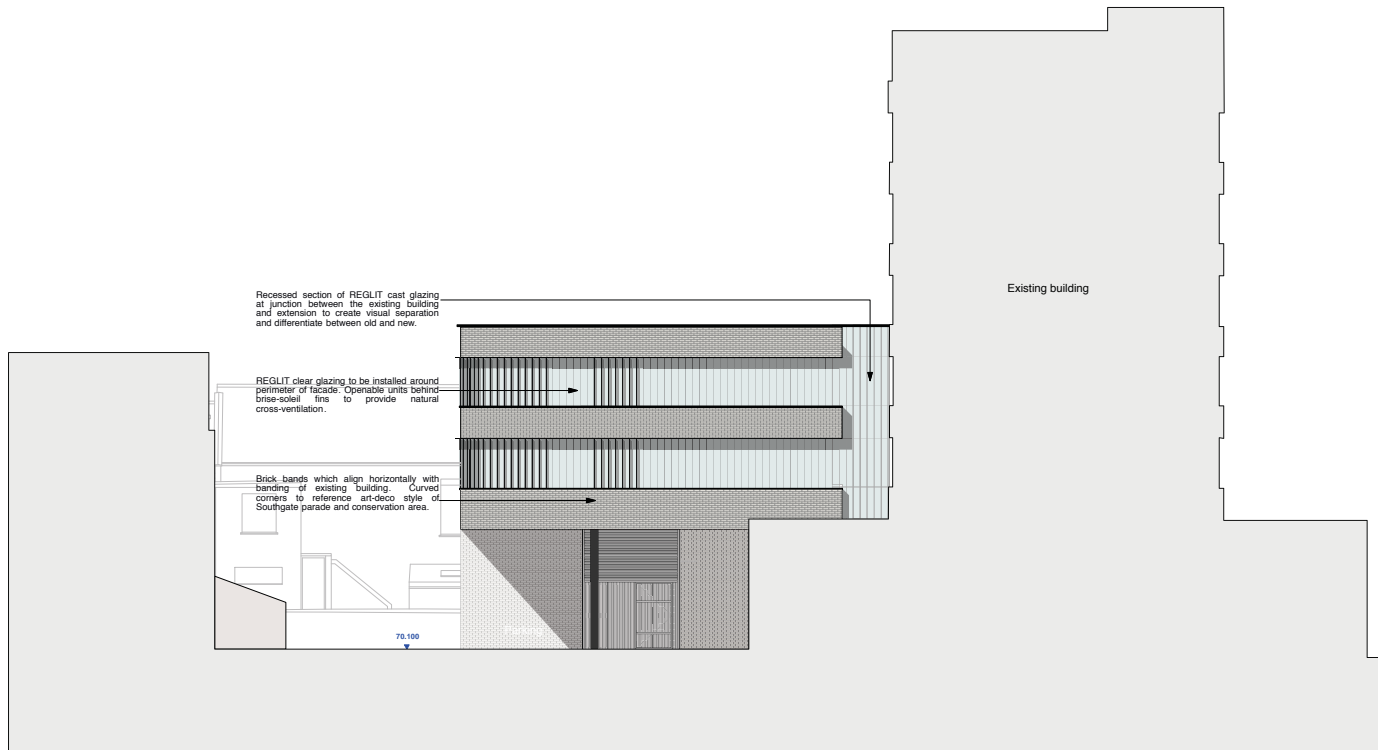 Recessed section of REGLIT cast glazing
at junction between the existing building
and extension to create visual separation
and differentiate between old and new.
Existing building
REGLIT clear glazing to be installed around
perimeter of facade. Openable units behind
brise-soleil fins to provide natural
cross-ventilation.
Brick bands which align horizontally with
banding of existing building. Curved
corners to reference art-deco style of
Southgate parade and conservation area.
Parking
70.100